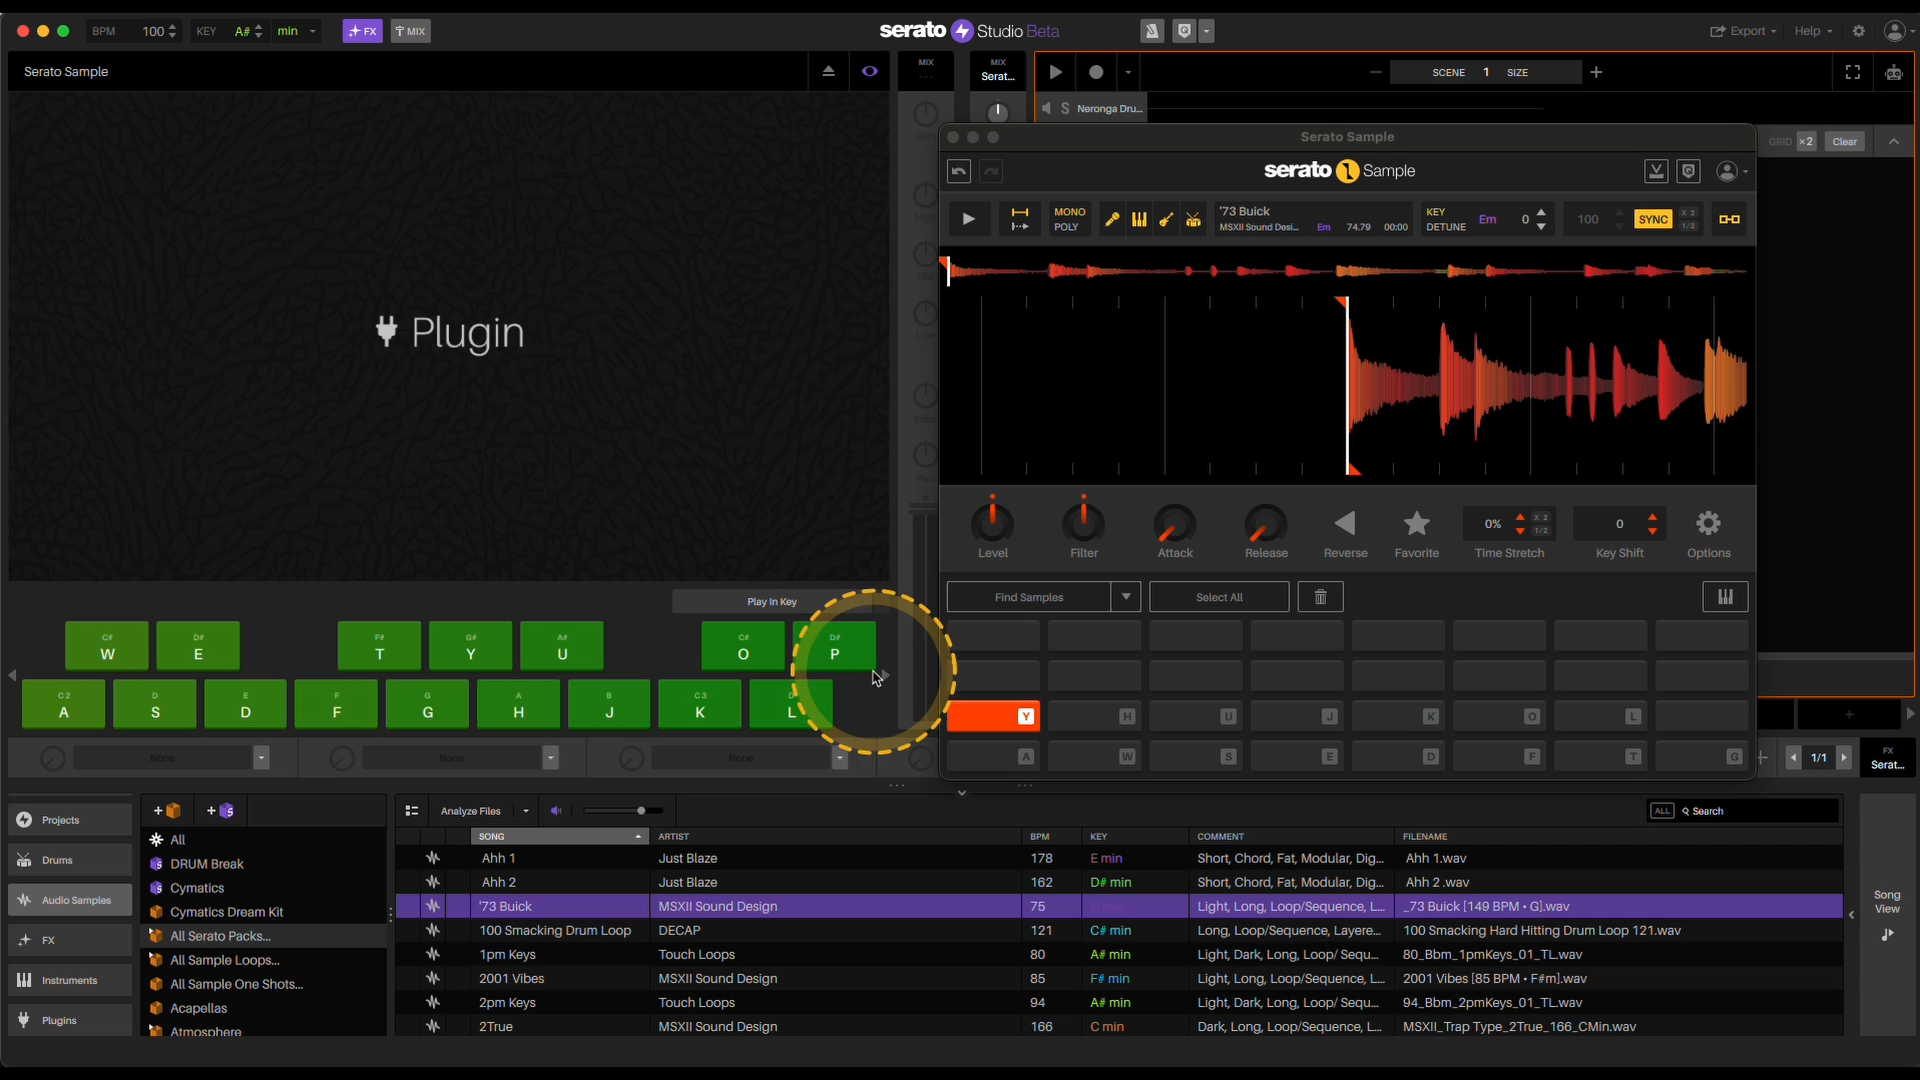 BPM 100 KEY A# min FX MIX
serato Studio Beta
Export Help
Serato Sample
MIX
MIX
Serat...
SCENE 1 SIZE
S Neronga Dru...
GRID x2 Clear
Serato Sample
serato Sample
MONO
POLY
'73 Buick
MSXII Sound Desi... Em 74.79 00:00
KEY
DETUNE
Em 0
100 SYNC X 2
1/2
Plugin
Level Filter Attack Release Reverse Favorite
0% X 2
1/2
Time Stretch
0
Key Shift
Options
Find Samples Select All
Play In Key
C# W
D# E
F# T
G# Y
A# U
C# O
D# P
C2 A
D S
E D
F F
G G
A H
B J
C3 K
D L
Y H U J K O L
A W S E D F T G
None None None
1/1
FX
Serat...
Projects
Drums
Audio Samples
FX
Instruments
Plugins
All
DRUM Break
Cymatics
Cymatics Dream Kit
All Serato Packs...
All Sample Loops...
All Sample One Shots...
Acapellas
Atmosphere
Analyze Files
ALL Search
SONG ARTIST BPM KEY COMMENT FILENAME
Ahh 1 Just Blaze 178 E min Short, Chord, Fat, Modular, Dig... Ahh 1.wav
Ahh 2 Just Blaze 162 D# min Short, Chord, Fat, Modular, Dig... Ahh 2 .wav
'73 Buick MSXII Sound Design 75 Light, Long, Loop/Sequence, L... _73 Buick [149 BPM • G].wav
100 Smacking Drum Loop DECAP 121 C# min Long, Loop/Sequence, Layere... 100 Smacking Hard Hitting Drum Loop 121.wav
1pm Keys Touch Loops 80 A# min Light, Dark, Long, Loop/ Sequ... 80_Bbm_1pmKeys_01_TL.wav
2001 Vibes MSXII Sound Design 85 F# min Light, Long, Loop/Sequence, L... 2001 Vibes [85 BPM • F#m].wav
2pm Keys Touch Loops 94 A# min Light, Dark, Long, Loop/ Sequ... 94_Bbm_2pmKeys_01_TL.wav
2True MSXII Sound Design 166 C min Dark, Long, Loop/Sequence, L... MSXII_Trap Type_2True_166_CMin.wav
Song
View